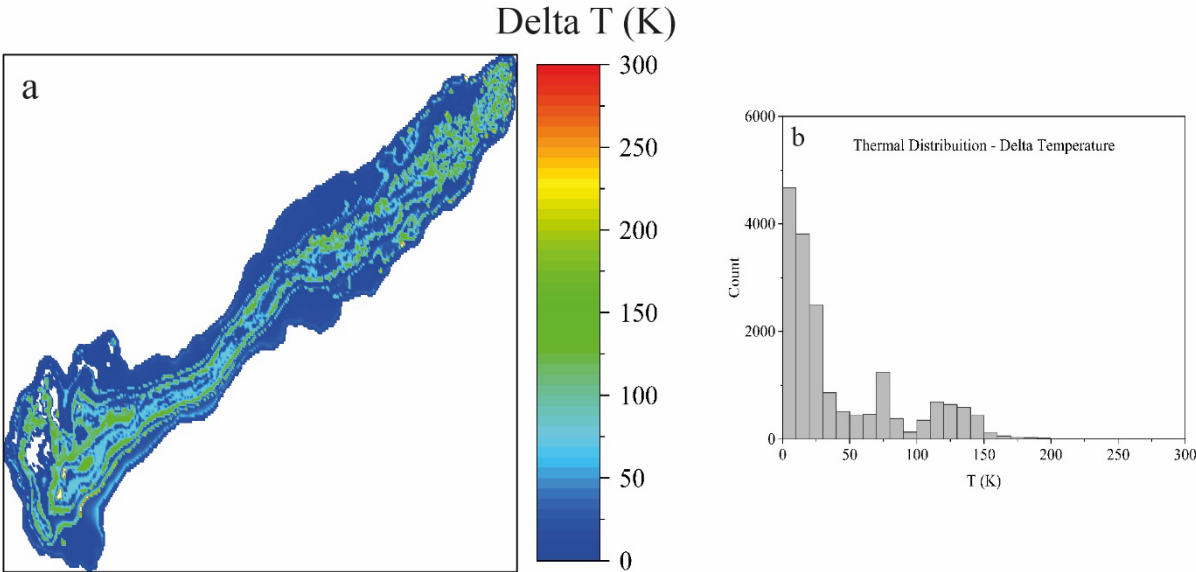 Delta T (K)
a
300
250
200
150
100
50
0
b
Thermal Distribuition - Delta Temperature
6000
4000
2000
0
Count
0 50 100 150 200 250 300
T (K)